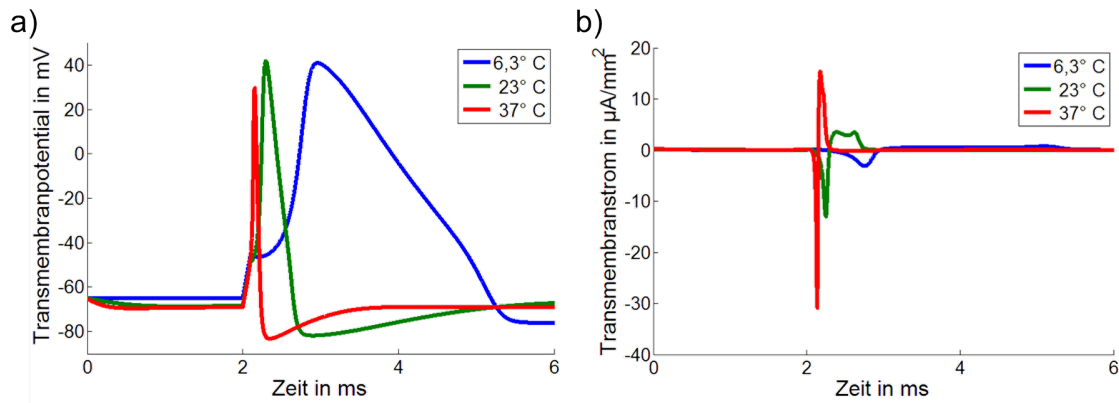 a)
Transmembranpotential in mV
40
20
0
-20
-40
-60
-80
0
2
4
6
Zeit in ms
6,3° C
23° C
37° C
b)
Transmembranstrom in µA/mm²
20
10
0
-10
-20
-30
-40
0
2
4
6
Zeit in ms
6,3° C
23° C
37° C